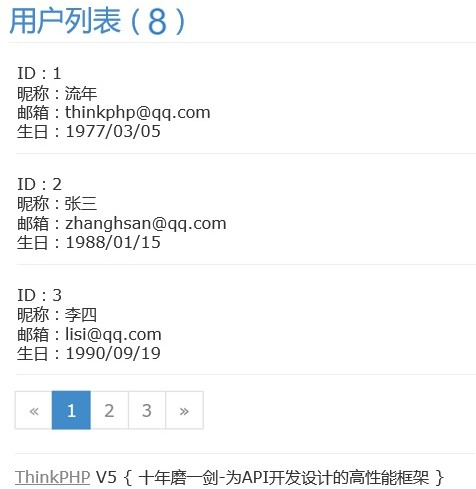 用户列表（8）
ID：1
昵称：流年
邮箱：thinkphp@qq.com
生日：1977/03/05
ID：2
昵称：张三
邮箱：zhanghsan@qq.com
生日：1988/01/15
ID：3
昵称：李四
邮箱：lisi@qq.com
生日：1990/09/19
« 1 2 3 »
ThinkPHP V5 { 十年磨一剑-为API开发设计的高性能框架 }